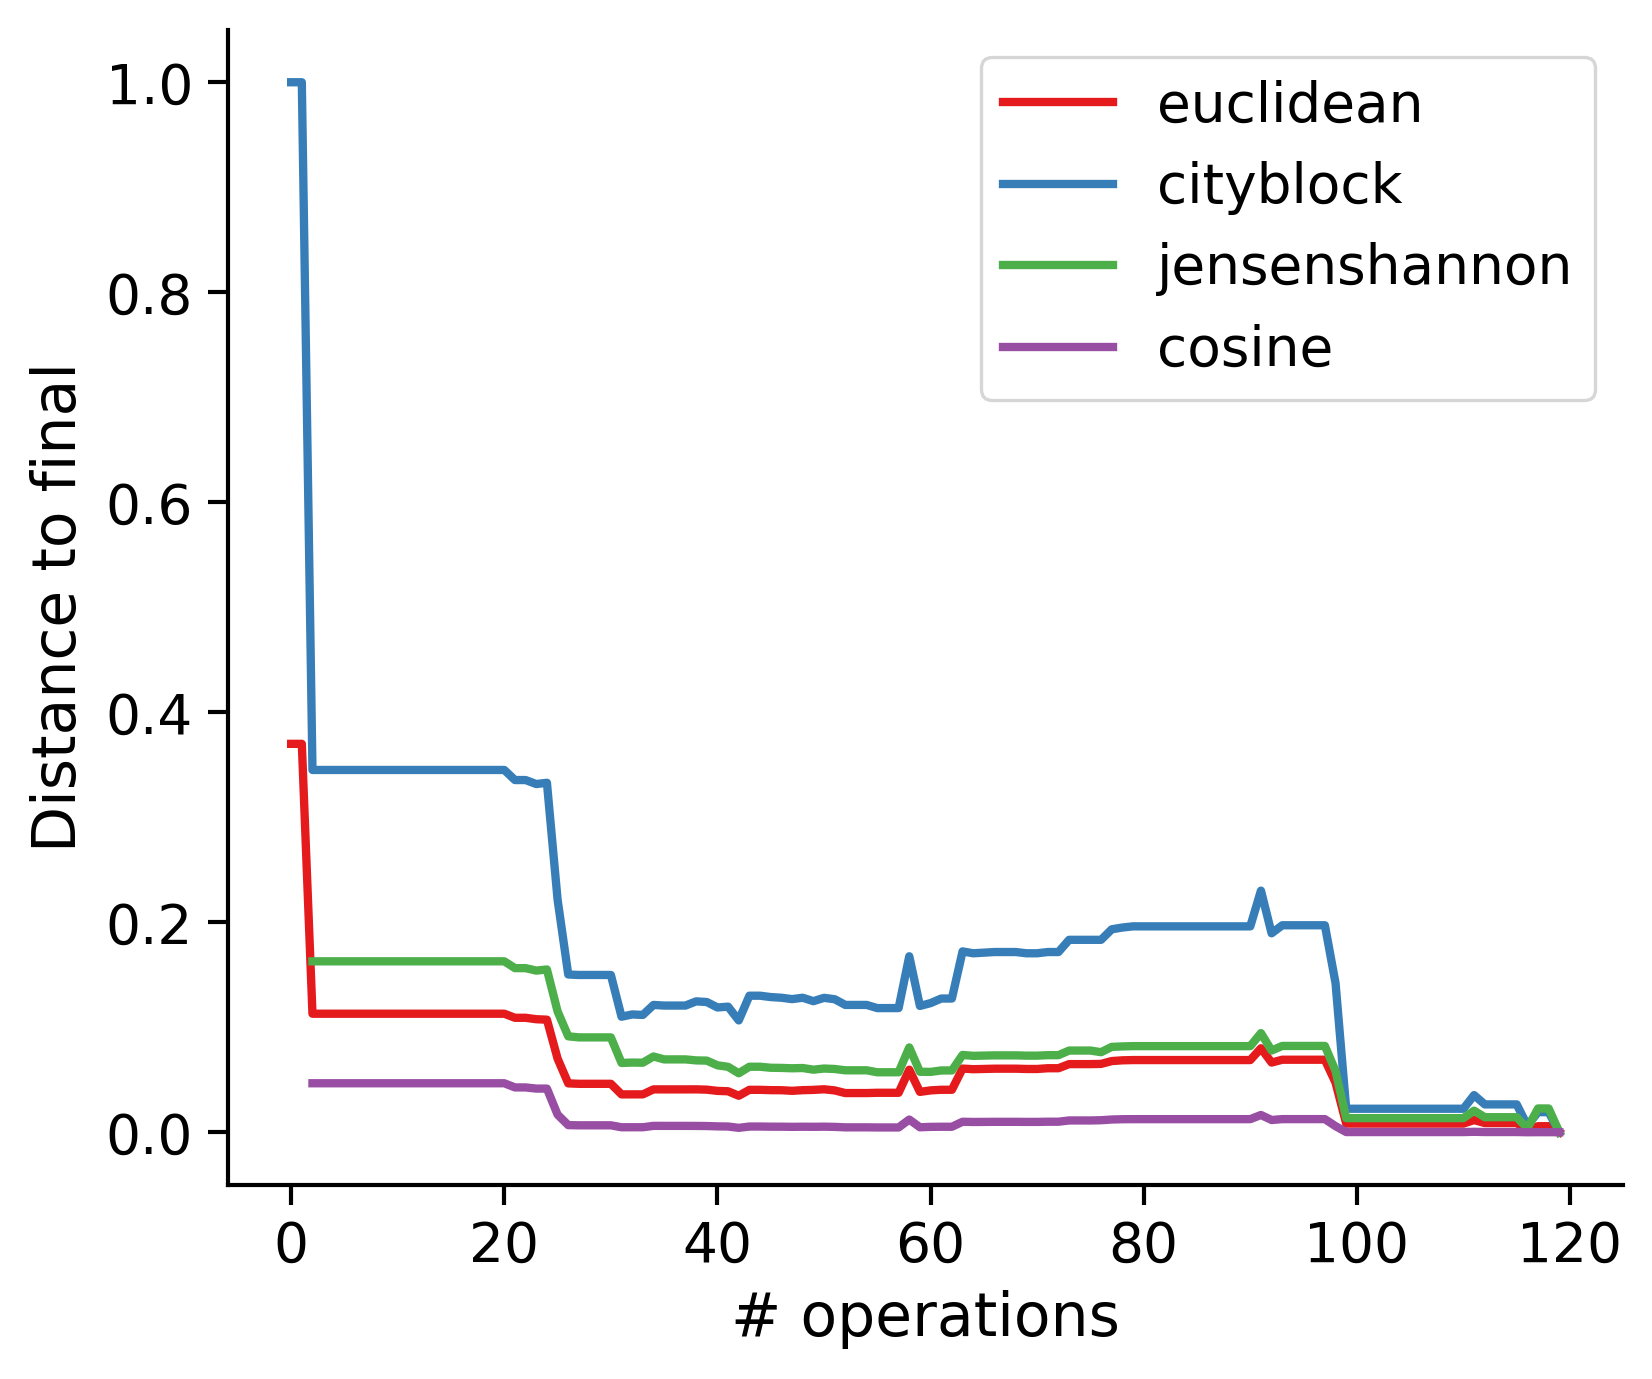 1.0
0.8
0.6
0.4
0.2
0.0
Distance to final
euclidean
cityblock
jensenshannon
cosine
0 20 40 60 80 100 120
# operations